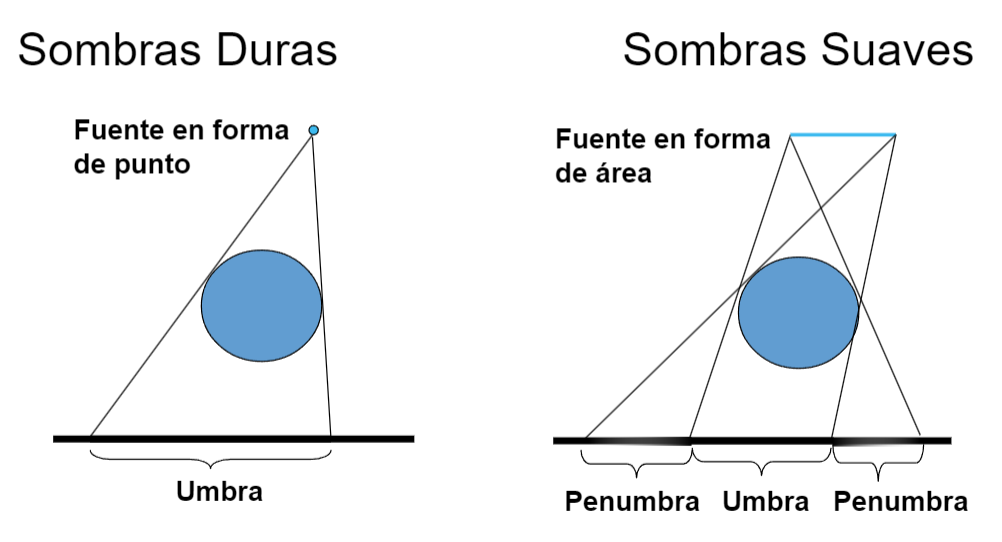 Sombras Duras
Fuente en forma
de punto
Umbra
Sombras Suaves
Fuente en forma
de área
Penumbra Umbra Penumbra